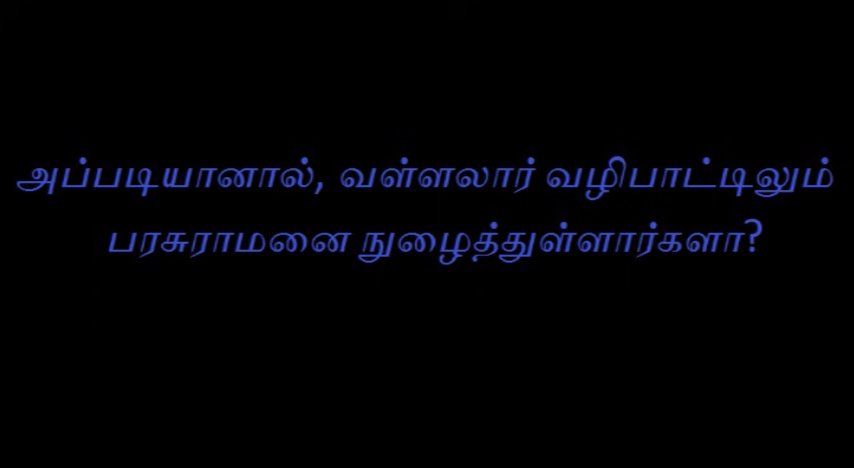 அப்படியானால், வள்ளலார் வழிபாட்டிலும்
பரசுராமனை நுழைத்துள்ளார்களா?